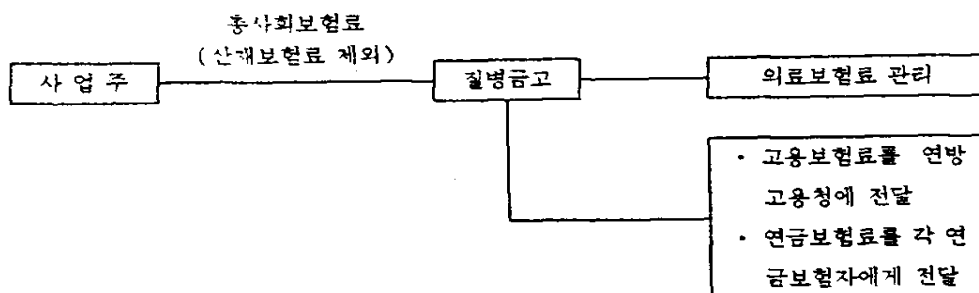 총사회보험료
(산재보험료 제외)
사 업 주
질병금고
의료보험료 관리
· 고용보험료를 연방
고용청에 전달
· 연금보험료를 각 연
금보험자에게 전달